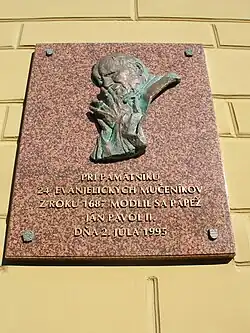 PRI PAMÄTNÍKU
24 EVANJELICKÝCH MUČENÍKOV
Z ROKU 1687 MODLIL SA PÁPEŽ
JÁN PAVOL II.
DŇA 2. JÚLA 1995